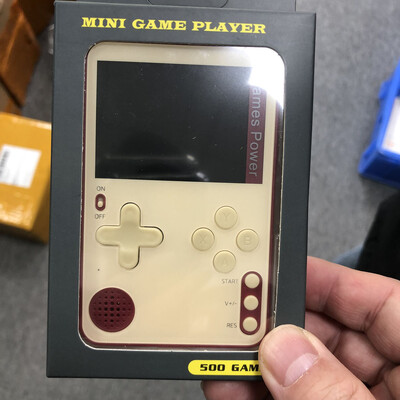 MINI GAME PLAYER
ames Power
ON
OFF
Y
X
B
A
START
V+/-
RES
500 GAM